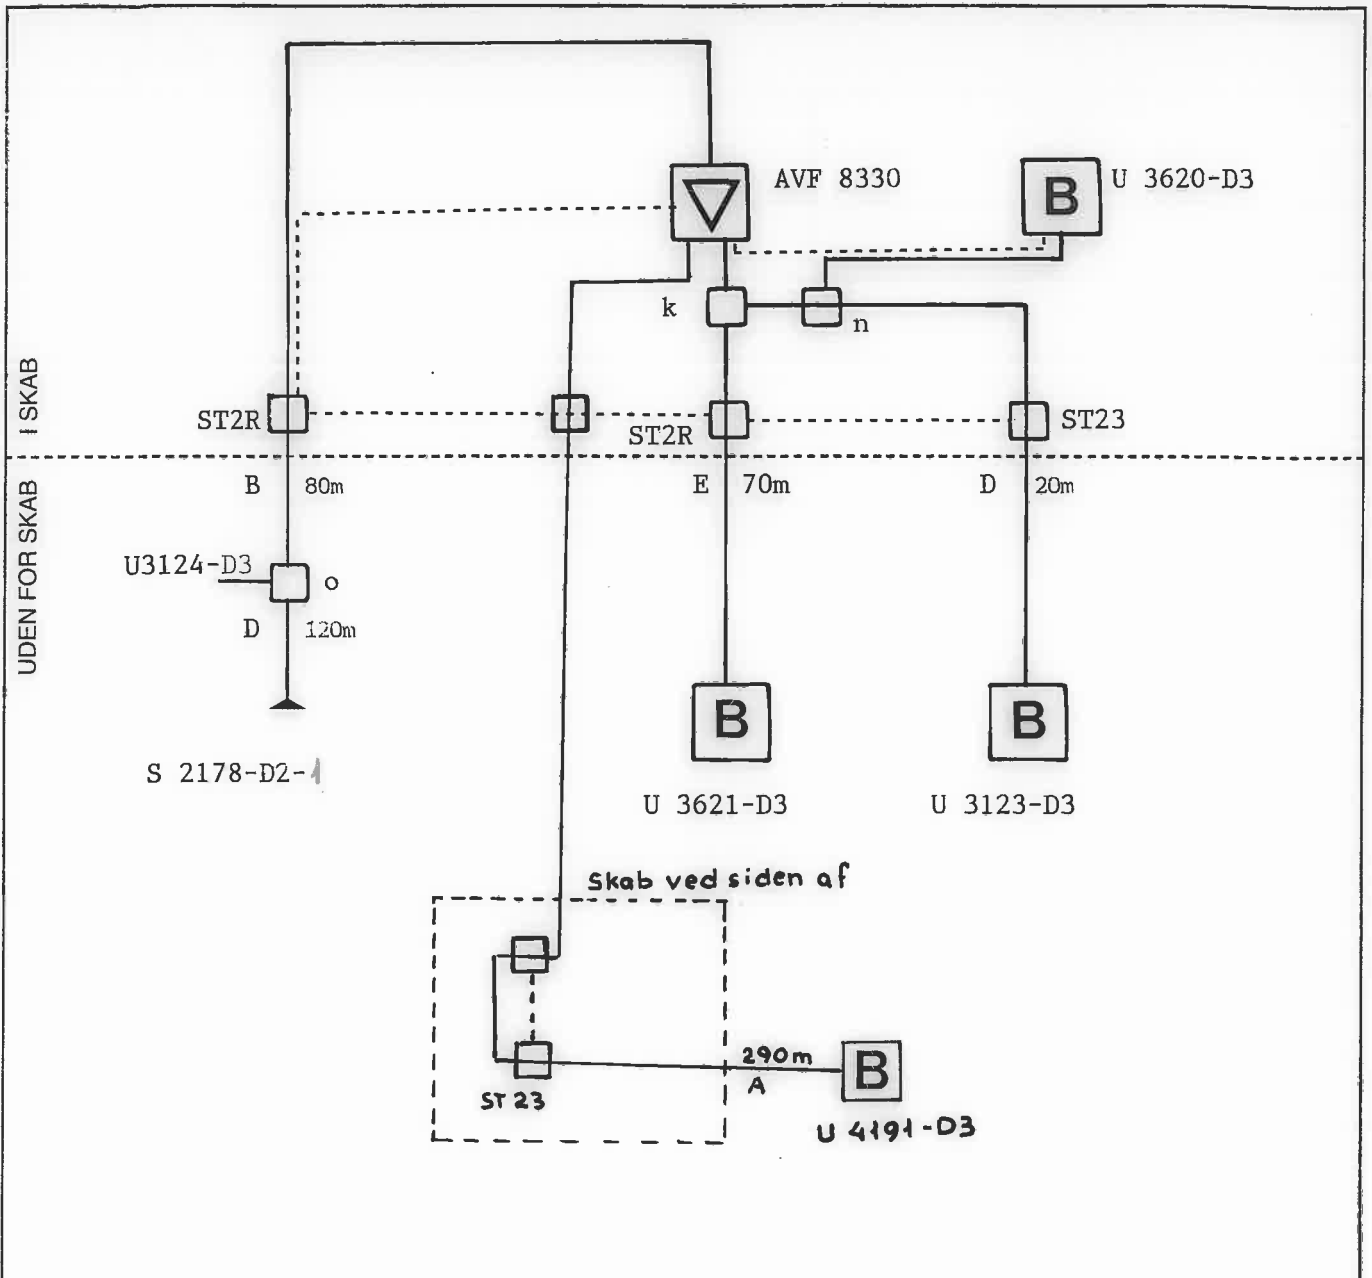 AVF 8330
B
U 3620-D3
k
n
I SKAB
ST2R
ST2R
ST23
UDEN FOR SKAB
B 80m
E 70m
D 20m
U3124-D3
o
D 120m
S 2178-D2-1
B
B
U 3621-D3
U 3123-D3
Skab ved siden af
290m
A
B
ST 23
U 4191-D3